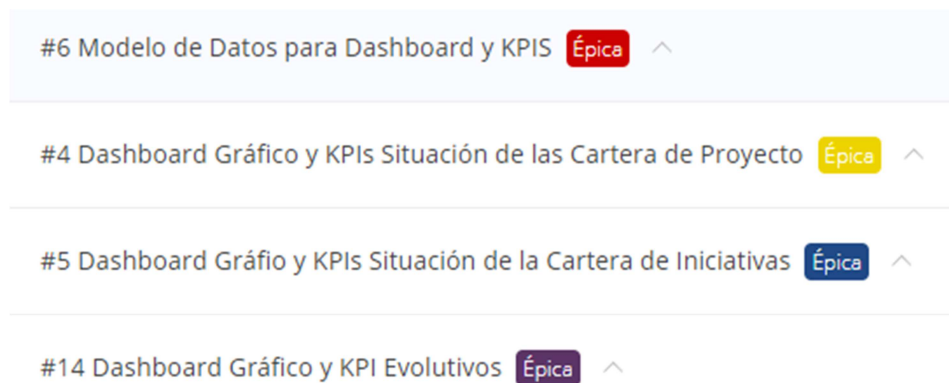 #6 Modelo de Datos para Dashboard y KPIS Épica
#4 Dashboard Gráfico y KPIs Situación de las Cartera de Proyecto Épica
#5 Dashboard Gráfio y KPIs Situación de la Cartera de Iniciativas Épica
#14 Dashboard Gráfico y KPI Evolutivos Épica